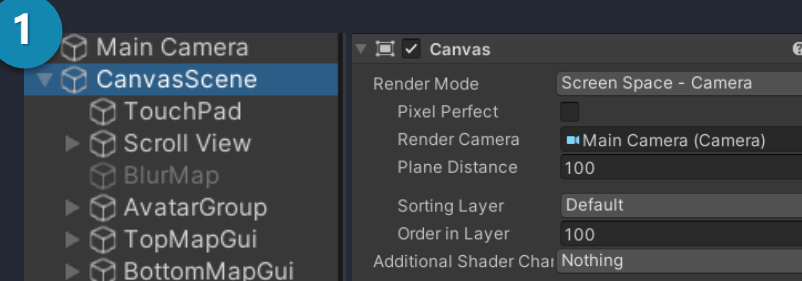 1
Main Camera
CanvasScene
TouchPad
Scroll View
BlurMap
AvatarGroup
TopMapGui
BottomMapGui
Canvas
Render Mode Screen Space - Camera
Pixel Perfect
Render Camera Main Camera (Camera)
Plane Distance 100
Sorting Layer Default
Order in Layer 100
Additional Shader Chan Nothing